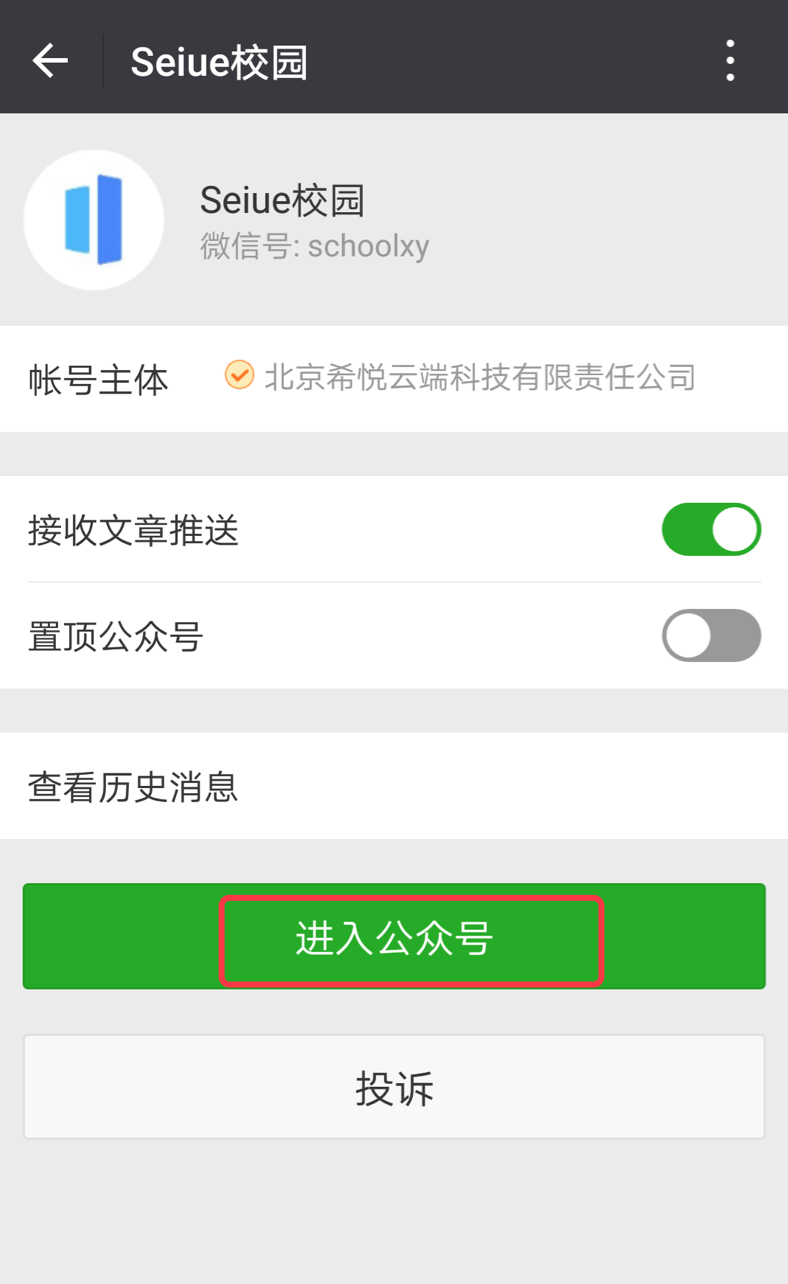 Seiue校园
Seiue校园
微信号: schoolxy
帐号主体 北京希悦云端科技有限责任公司
接收文章推送
置顶公众号
查看历史消息
进入公众号
投诉